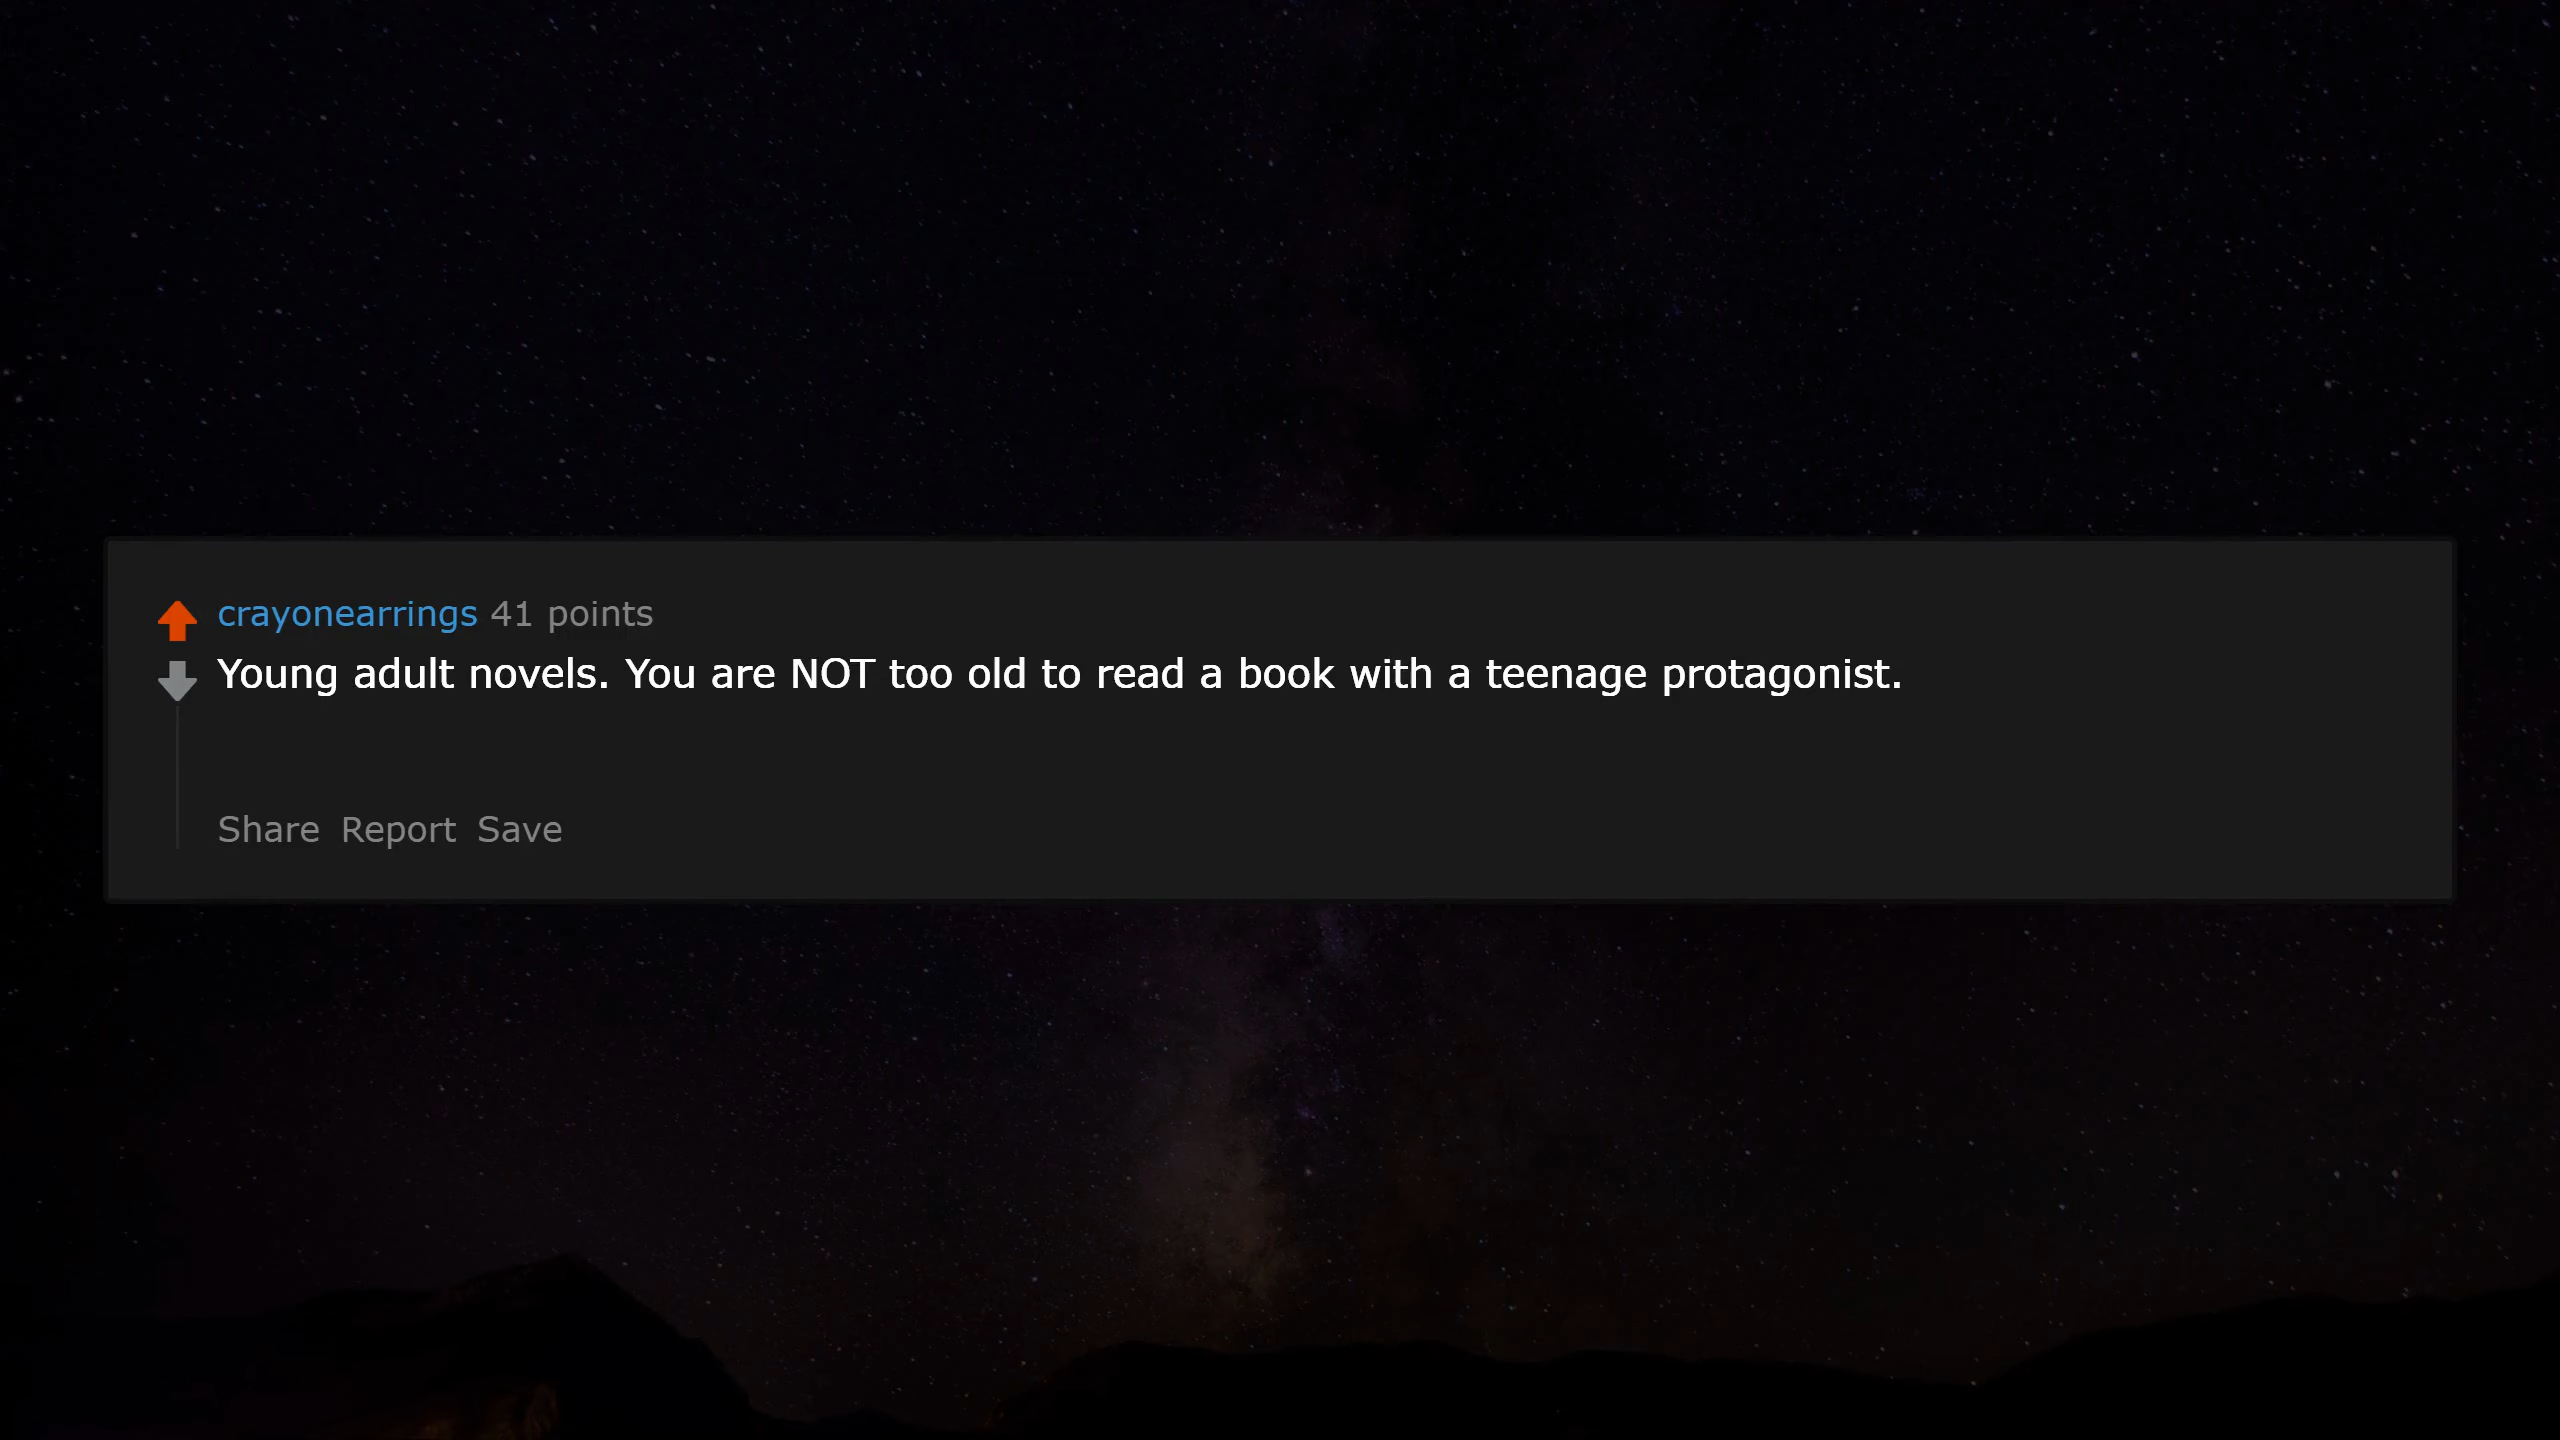 crayonearrings 41 points
Young adult novels. You are NOT too old to read a book with a teenage protagonist.
Share Report Save